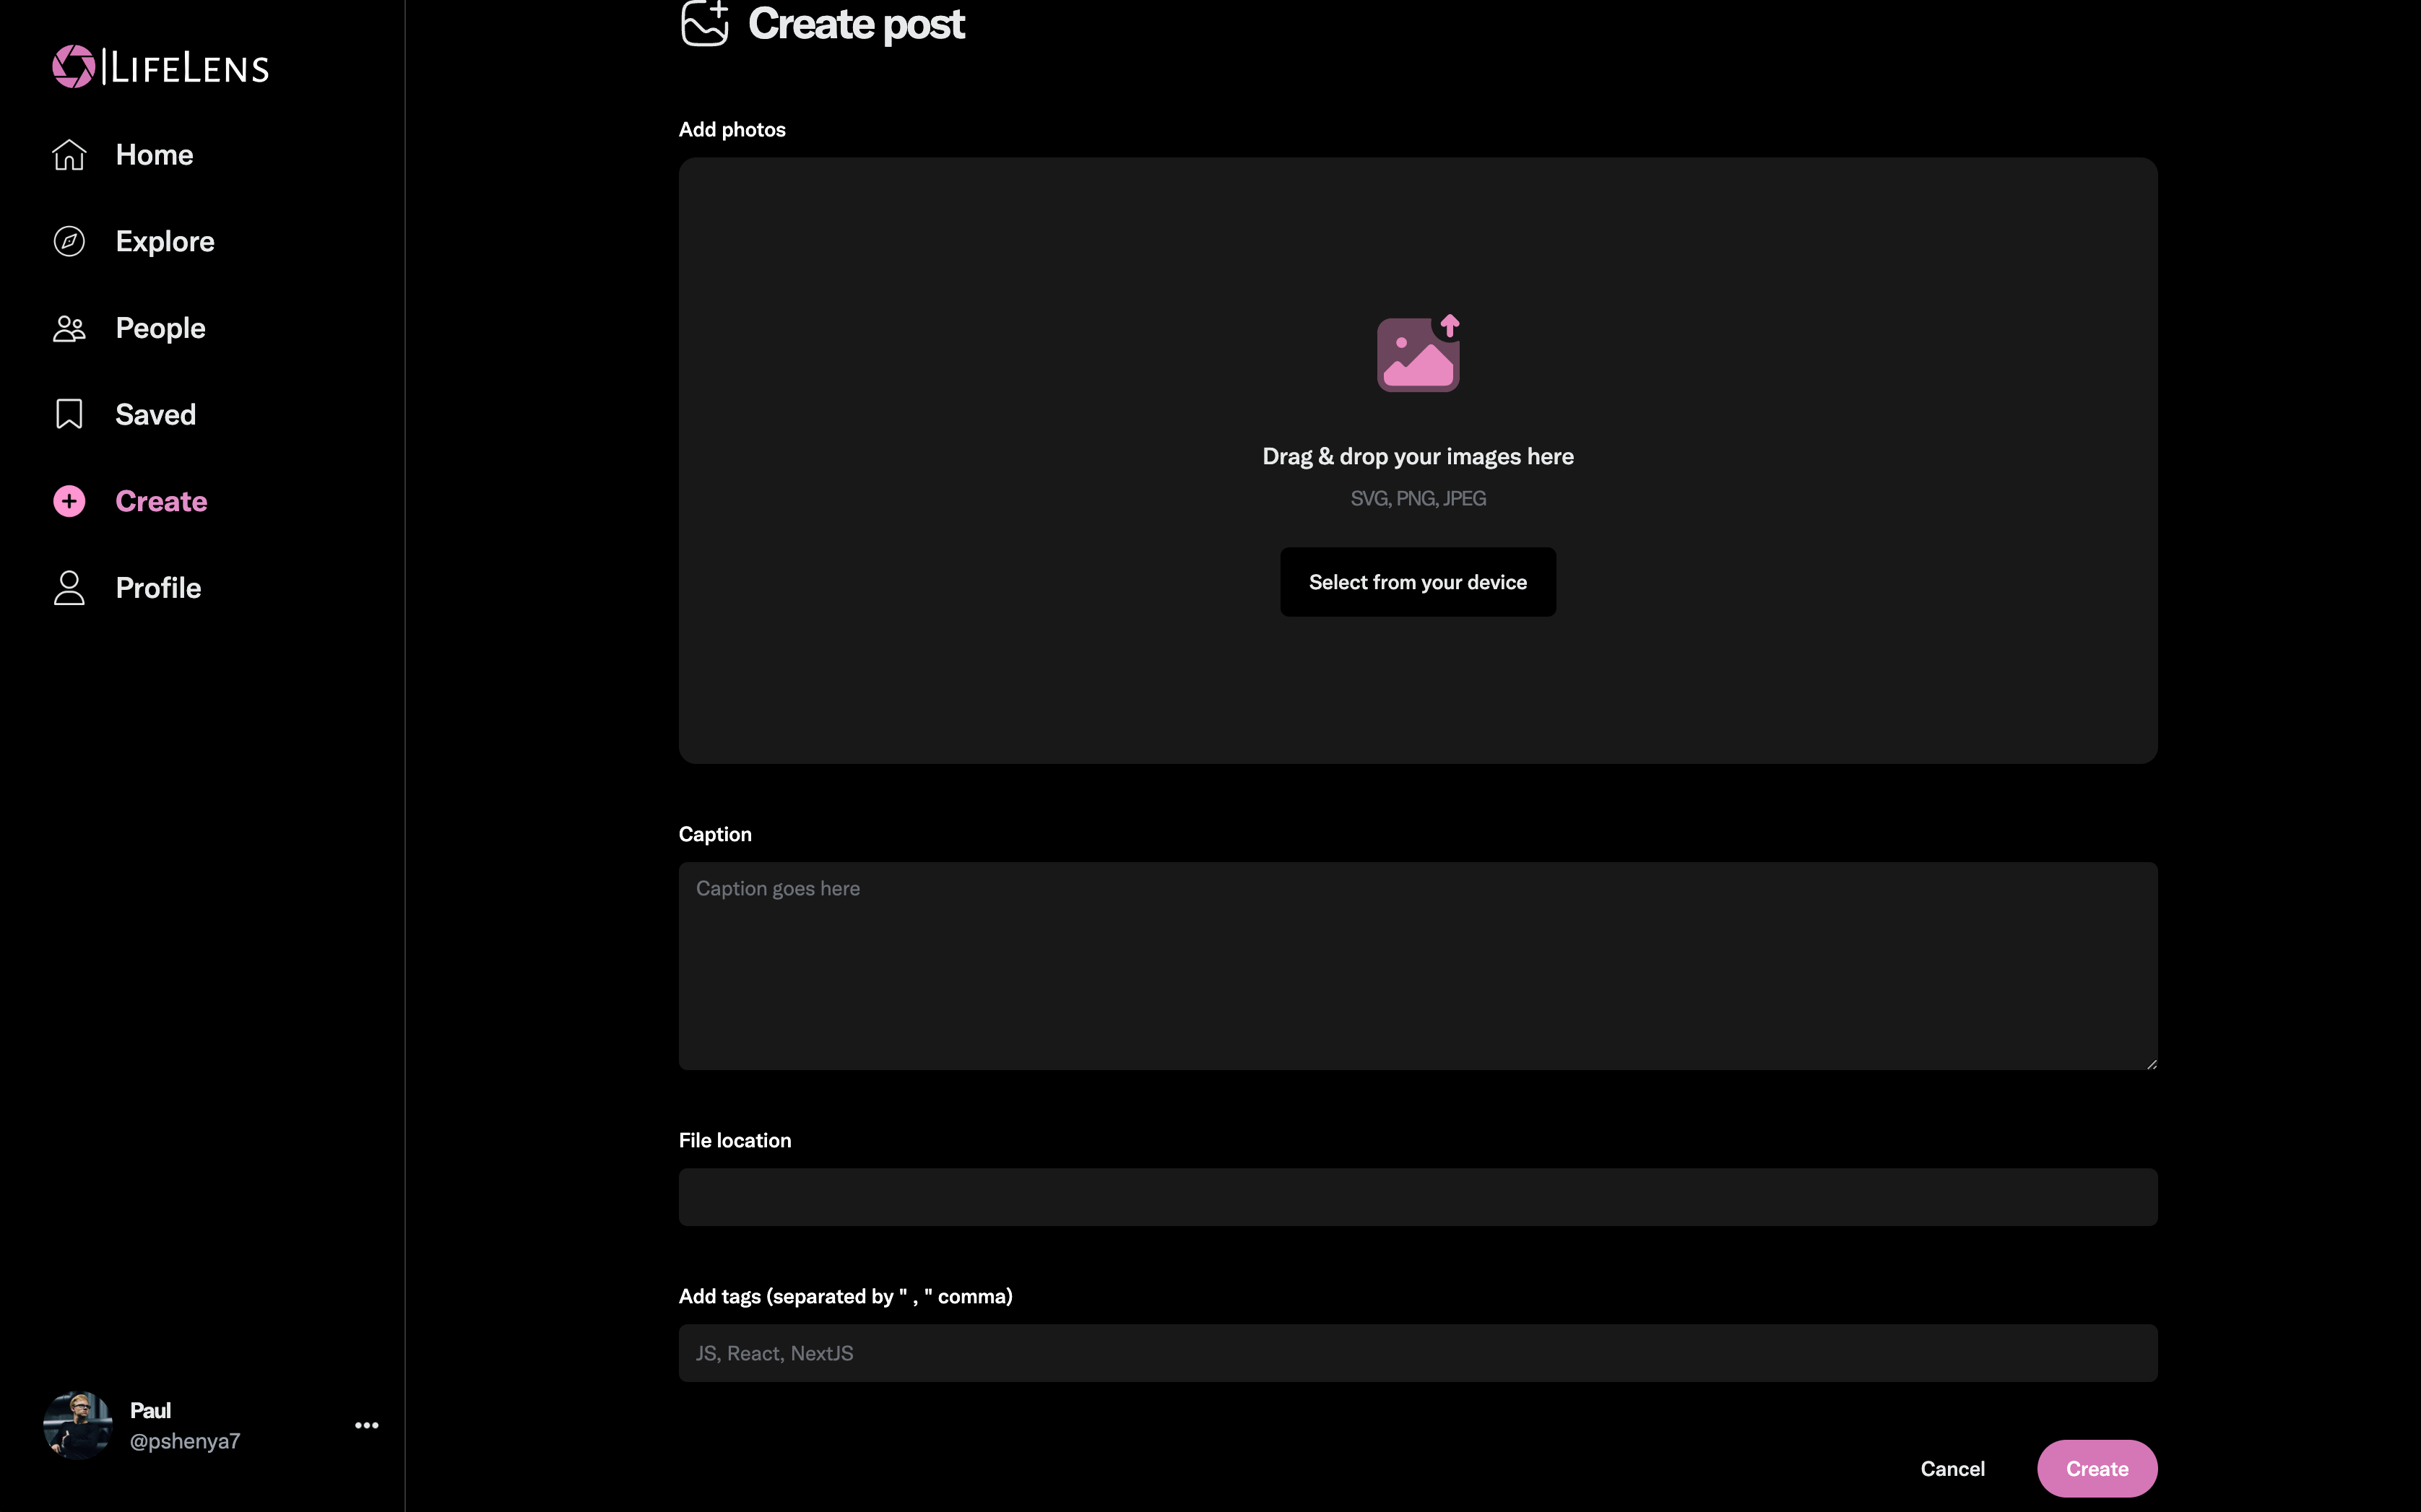 LIFELENS
Home
Explore
People
Saved
Create
Profile
Paul
@pshenya7
Create post
Add photos
Drag & drop your images here
SVG, PNG, JPEG
Select from your device
Caption
Caption goes here
File location
Add tags (separated by " , " comma)
JS, React, NextJS
Cancel
Create